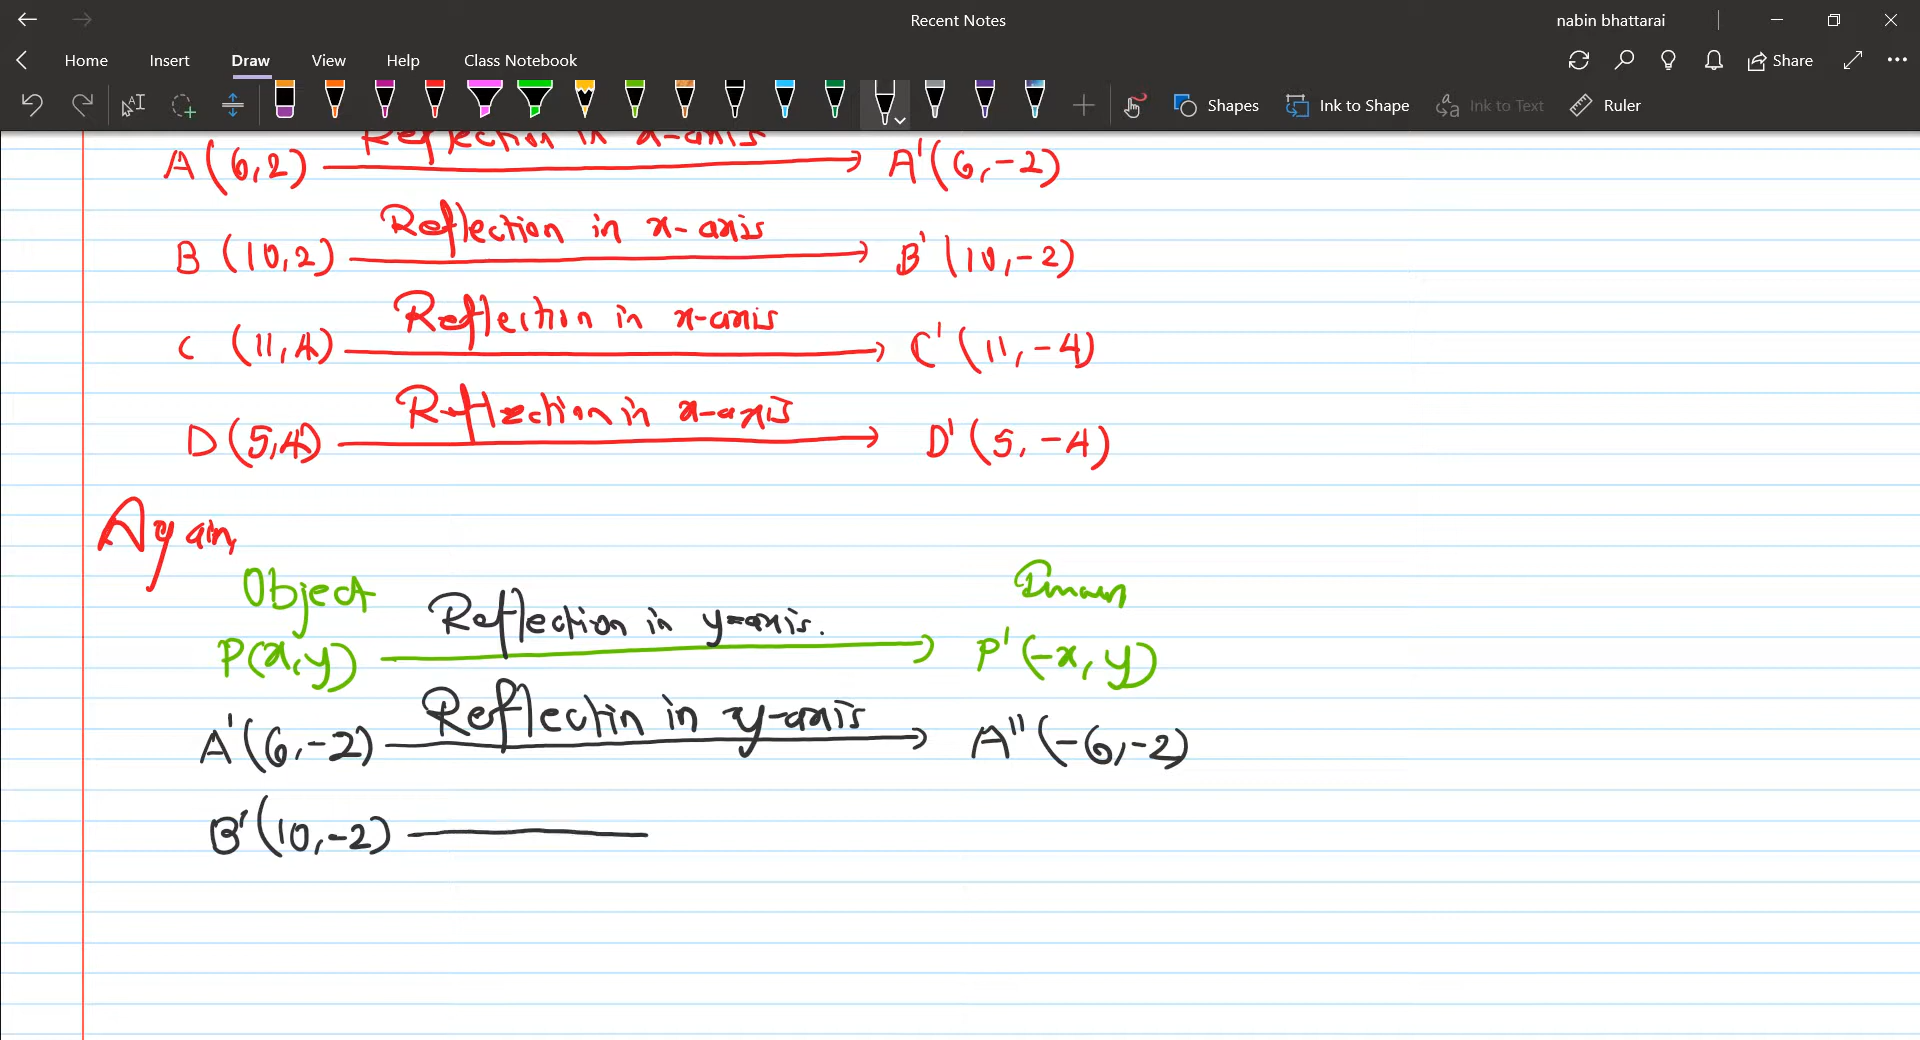 Recent Notes
nabin bhattarai
Home Insert Draw View Help Class Notebook
Share
Shapes Ink to Shape Ink to Text Ruler
Reflection in x-axis
A(6,2) A'(6,-2)
Reflection in x-axis
B (10,2) B'(10,-2)
Reflection in x-axis
C (11,4) C'(11,-4)
Reflection in x-axis
D(5,4) D'(5,-4)
Again,
Object
Reflection in y-axis.
P(x,y) P'(-x,y)
Reflectin in y-axis
A'(6,-2) A''(-6,-2)
B'(10,-2)